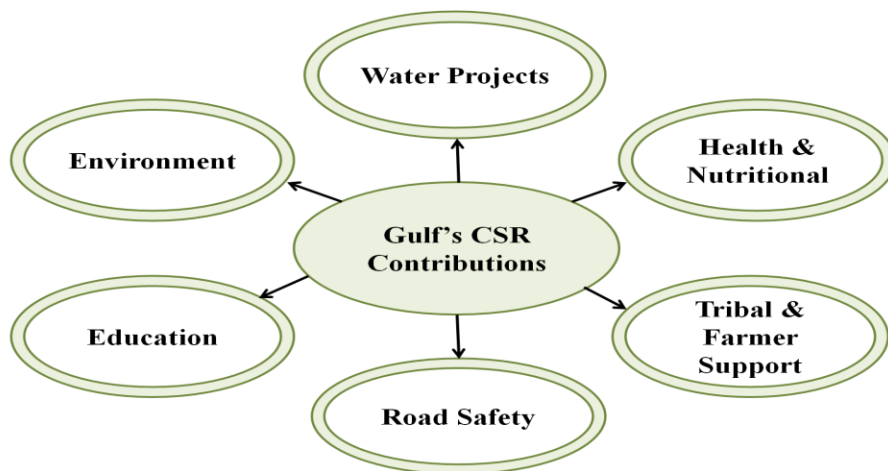 Water Projects
Environment
Health &
Nutritional
Gulf’s CSR
Contributions
Education
Tribal &
Farmer
Support
Road Safety